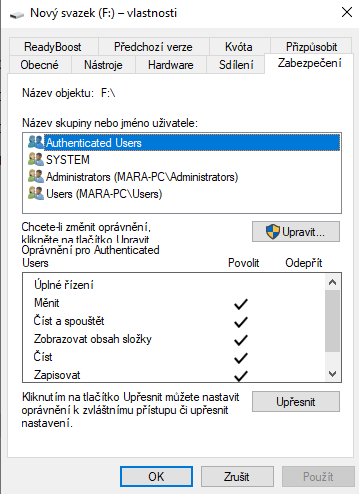 Nový svazek (F:) – vlastnosti
ReadyBoost Předchozí verze Kvóta Přizpůsobit
Obecné Nástroje Hardware Sdílení Zabezpečení
Název objektu: F:\
Název skupiny nebo jméno uživatele:
Authenticated Users
SYSTEM
Administrators (MARA-PC\Administrators)
Users (MARA-PC\Users)
Chcete-li změnit oprávnění,
klikněte na tlačítko Upravit.
Upravit...
Oprávnění pro Authenticated
Users Povolit Odepřít
Úplné řízení
Měnit
Číst a spouštět
Zobrazovat obsah složky
Číst
Zapisovat
Kliknutím na tlačítko Upřesnit můžete nastavit
oprávnění k zvláštnímu přístupu či upřesnit
nastavení.
Upřesnit
OK Zrušit Použít